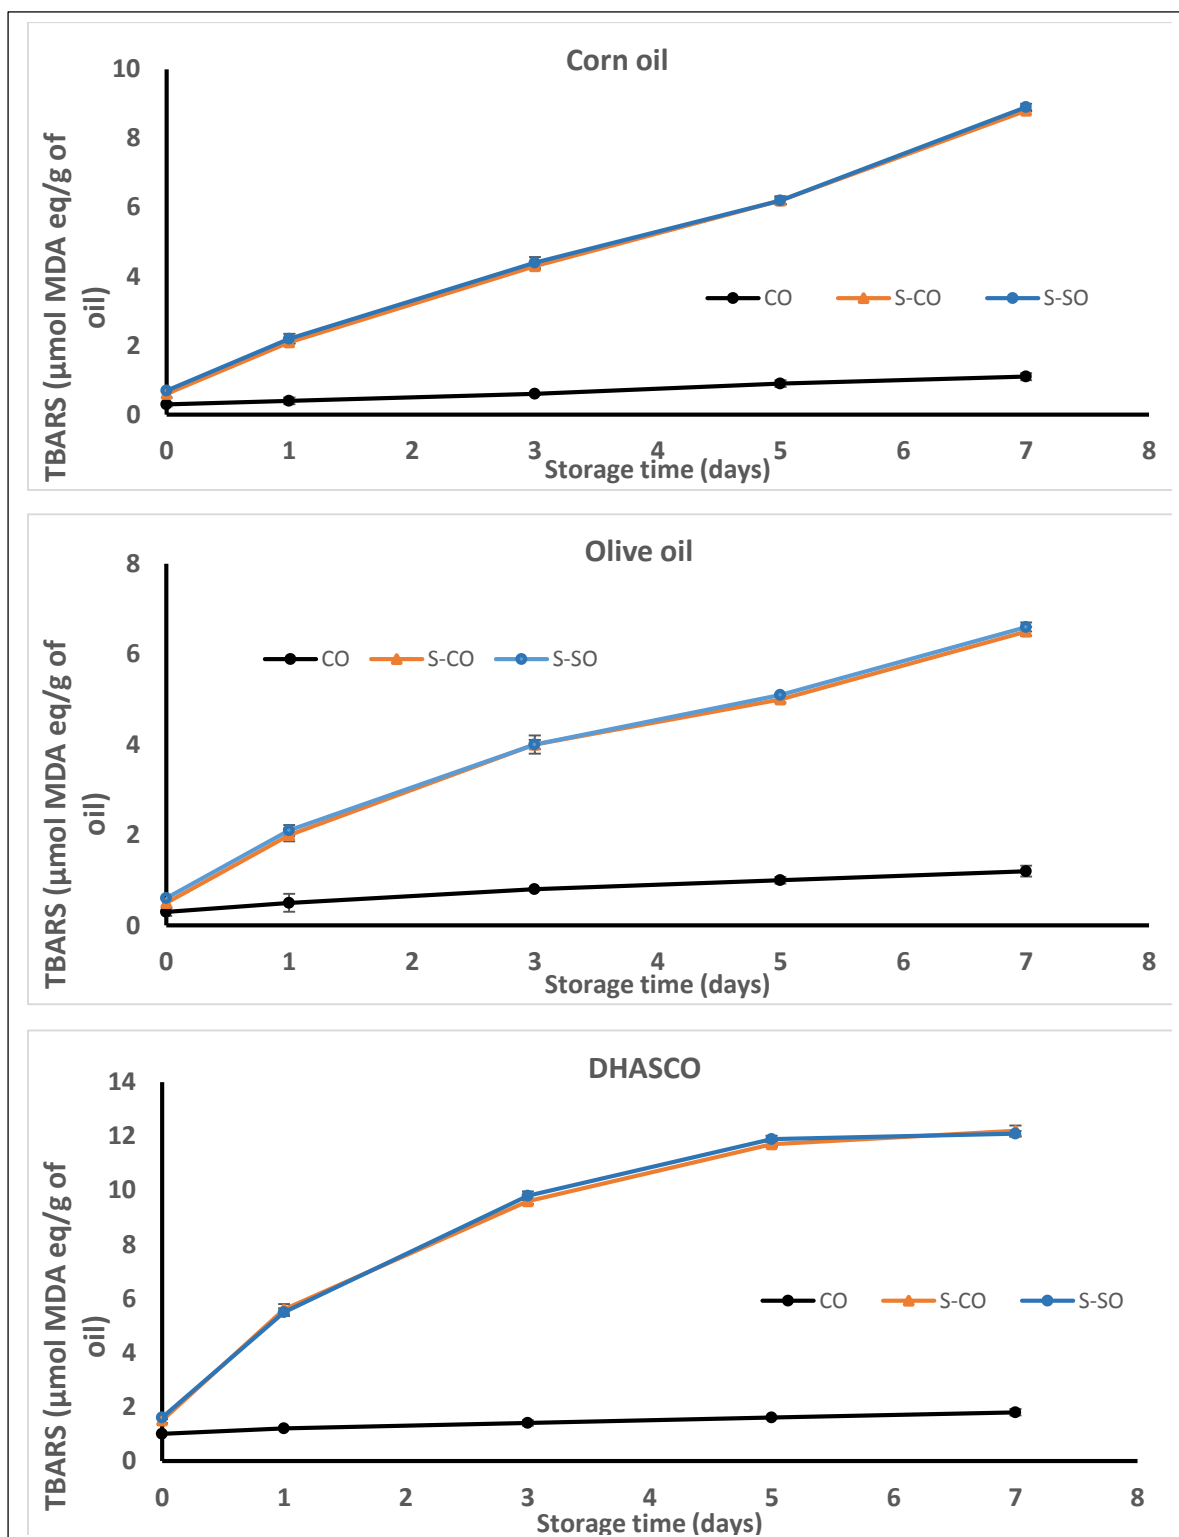 Corn oil
TBARS (µmol MDA eq/g of
oil)
10
8
6
4
2
0
CO S-CO S-SO
0 1 2 3 4 5 6 7 8
Storage time (days)
Olive oil
TBARS (µmol MDA eq/g of
oil)
8
6
4
2
0
CO S-CO S-SO
0 1 2 3 4 5 6 7 8
Storage time (days)
DHASCO
TBARS (µmol MDA eq/g of
oil)
14
12
10
8
6
4
2
0
CO S-CO S-SO
0 1 2 3 4 5 6 7 8
Storage time (days)